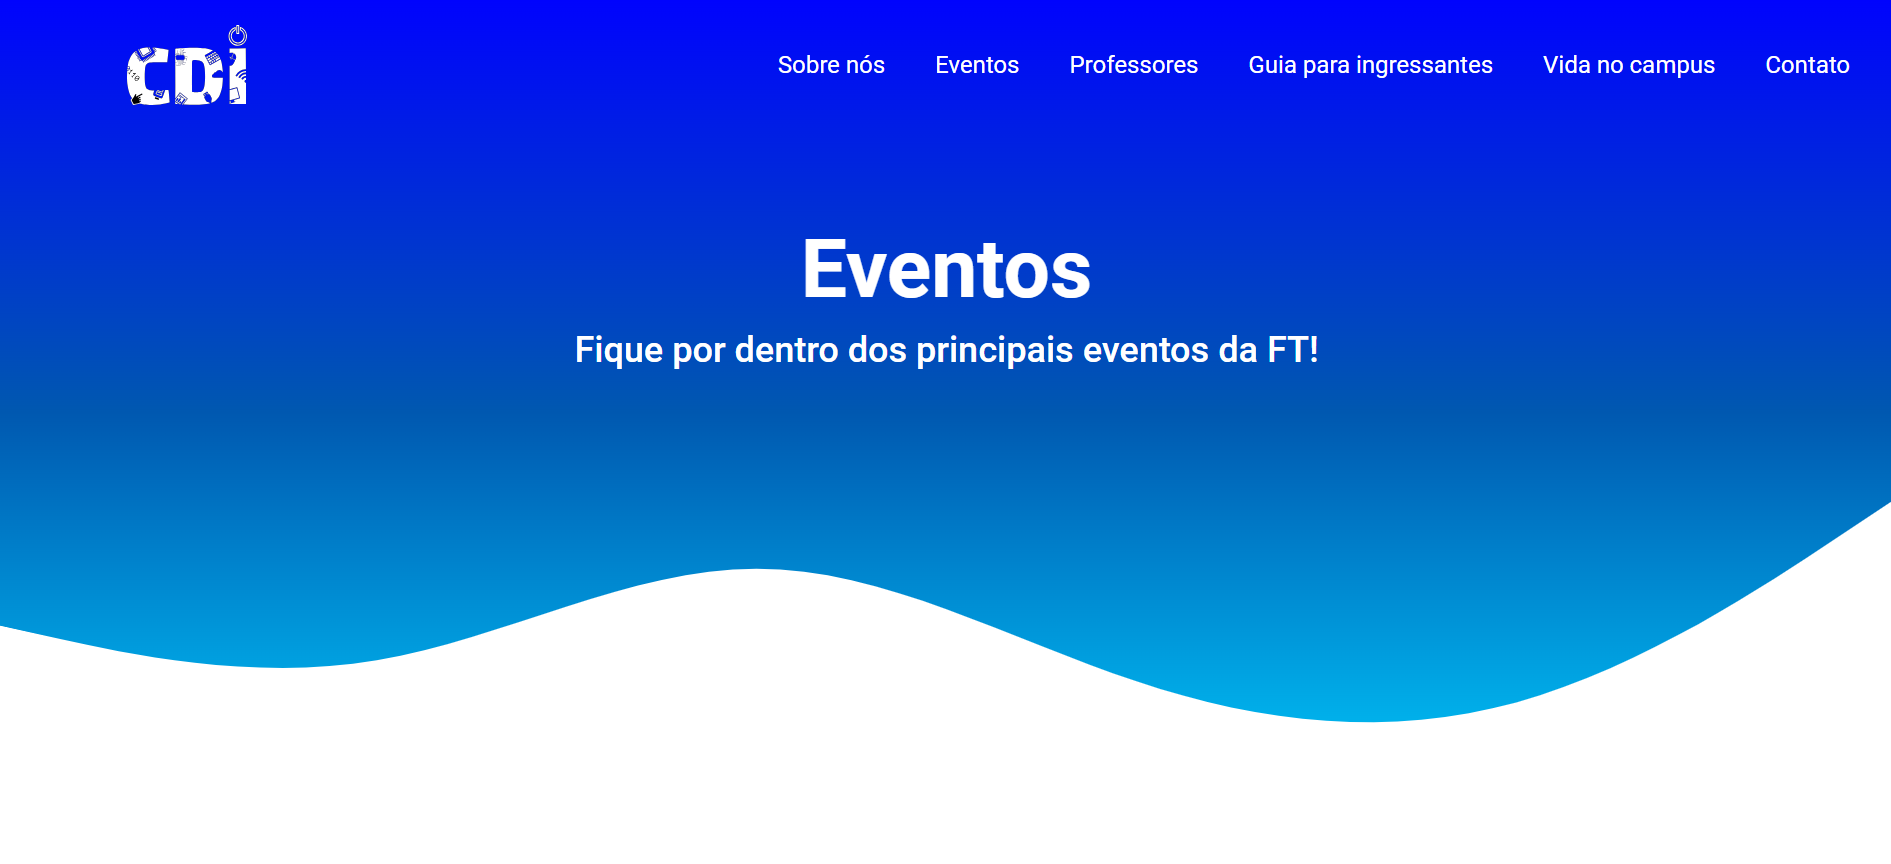 CDi
Sobre nós Eventos Professores Guia para ingressantes Vida no campus Contato
Eventos
Fique por dentro dos principais eventos da FT!